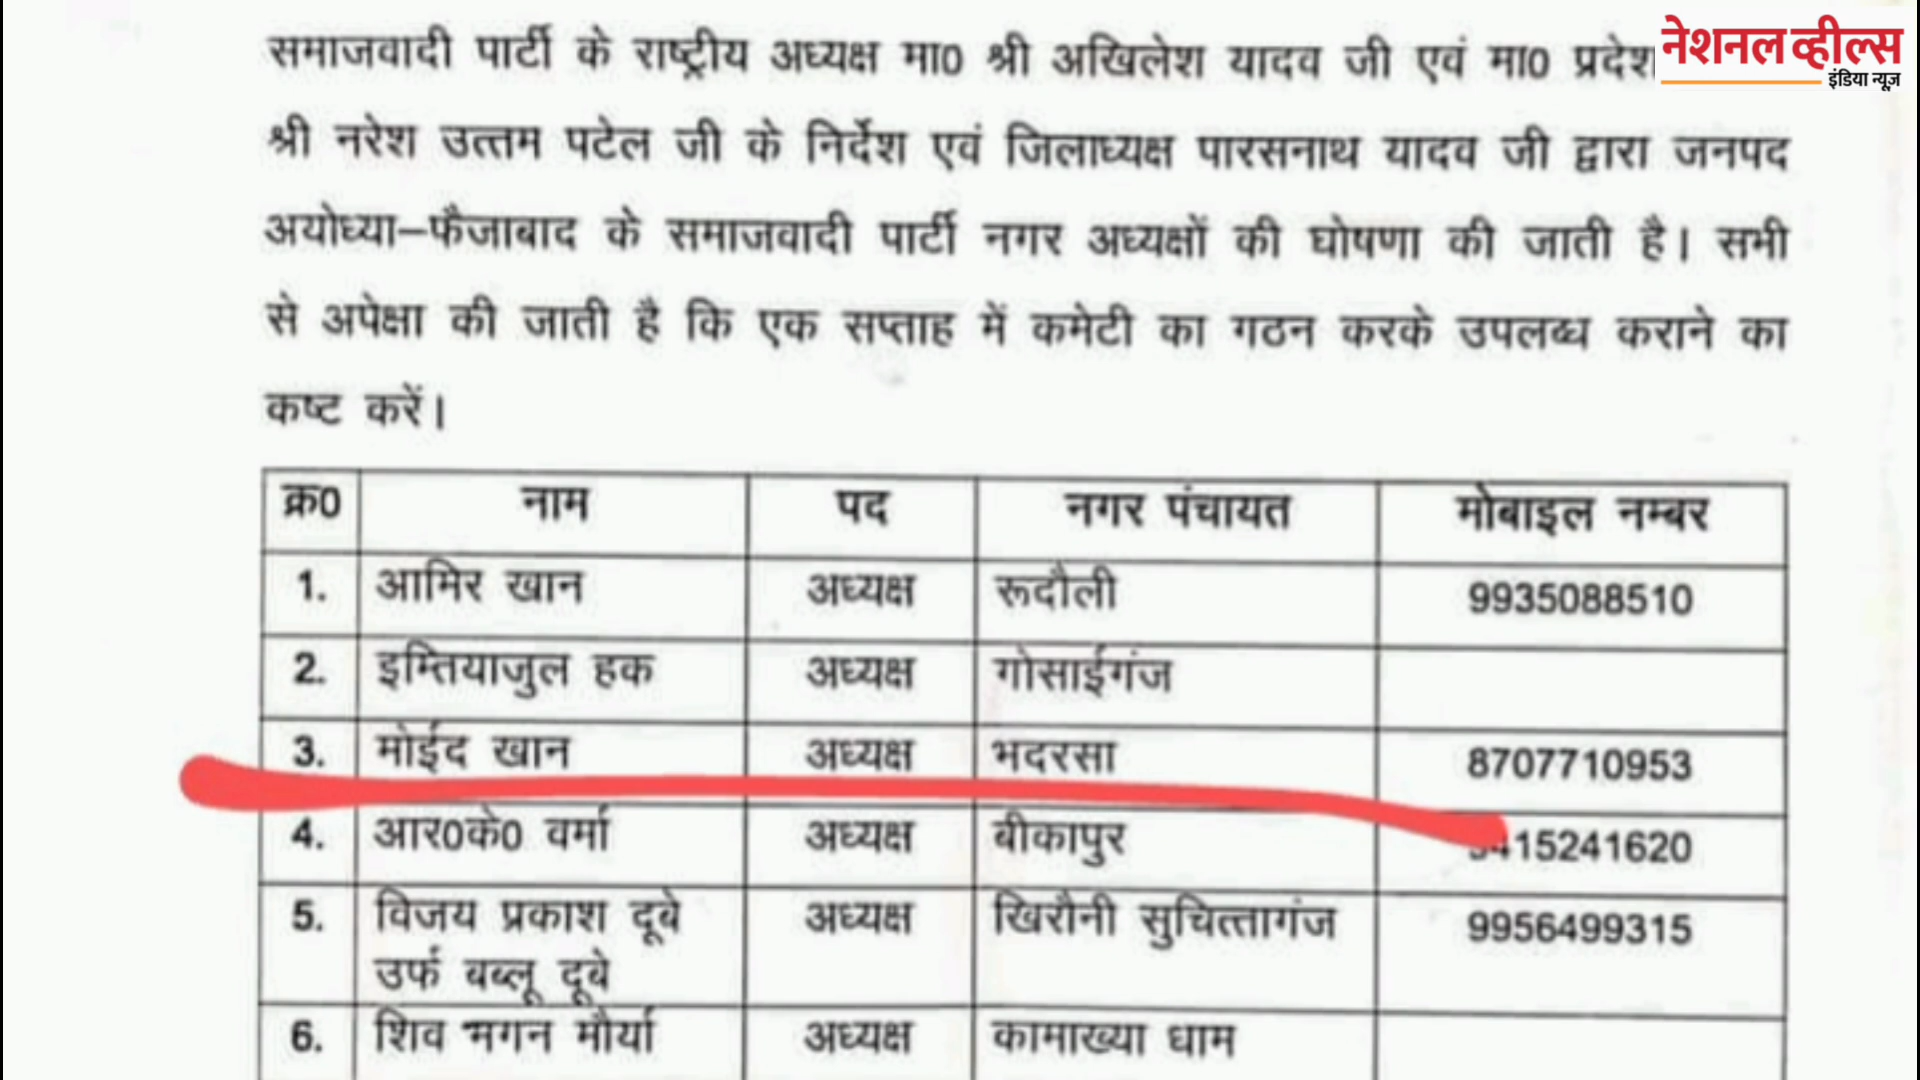 समाजवादी पार्टी के राष्ट्रीय अध्यक्ष मा0 श्री अखिलेश यादव जी एवं मा0
नेशनल व्हील्स
इंडिया न्यूज़
श्री नरेश उत्तम पटेल जी के निर्देश एवं जिलाध्यक्ष पारसनाथ यादव जी द्वारा जनपद
अयोध्या–फैजाबाद के समाजवादी पार्टी नगर अध्यक्षों की घोषणा की जाती है। सभी
से अपेक्षा की जाती है कि एक सप्ताह में कमेटी का गठन करके उपलब्ध कराने का
कष्ट करें।
क्र0 नाम पद नगर पंचायत मोबाइल नम्बर
1. आमिर खान अध्यक्ष रूदौली 9935088510
2. इम्तियाजुल हक अध्यक्ष गोसाईगंज
3. मोईद खान अध्यक्ष भदरसा 8707710953
4. आर0के0 वर्मा अध्यक्ष बीकापुर
5. विजय प्रकाश दूबे अध्यक्ष खिरौनी सुचित्तागंज 9956499315
उर्फ बब्लू दूबे
6. शिव भगन मौर्या अध्यक्ष कामाख्या धाम